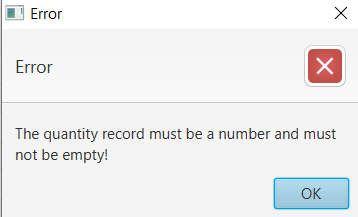 Error
Error
The quantity record must be a number and must
not be empty!
OK